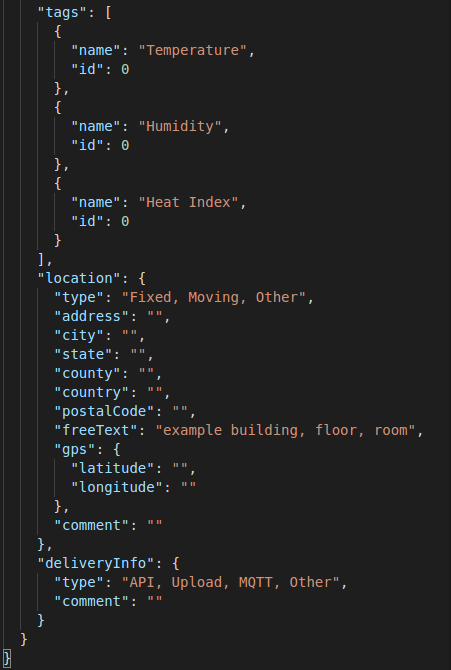 "tags": [
{
"name": "Temperature",
"id": 0
},
{
"name": "Humidity",
"id": 0
},
{
"name": "Heat Index",
"id": 0
}
],
"location": {
"type": "Fixed, Moving, Other",
"address": "",
"city": "",
"state": "",
"county": "",
"country": "",
"postalCode": "",
"freeText": "example building, floor, room",
"gps": {
"latitude": "",
"longitude": ""
},
"comment": ""
},
"deliveryInfo": {
"type": "API, Upload, MQTT, Other",
"comment": ""
}
}
}